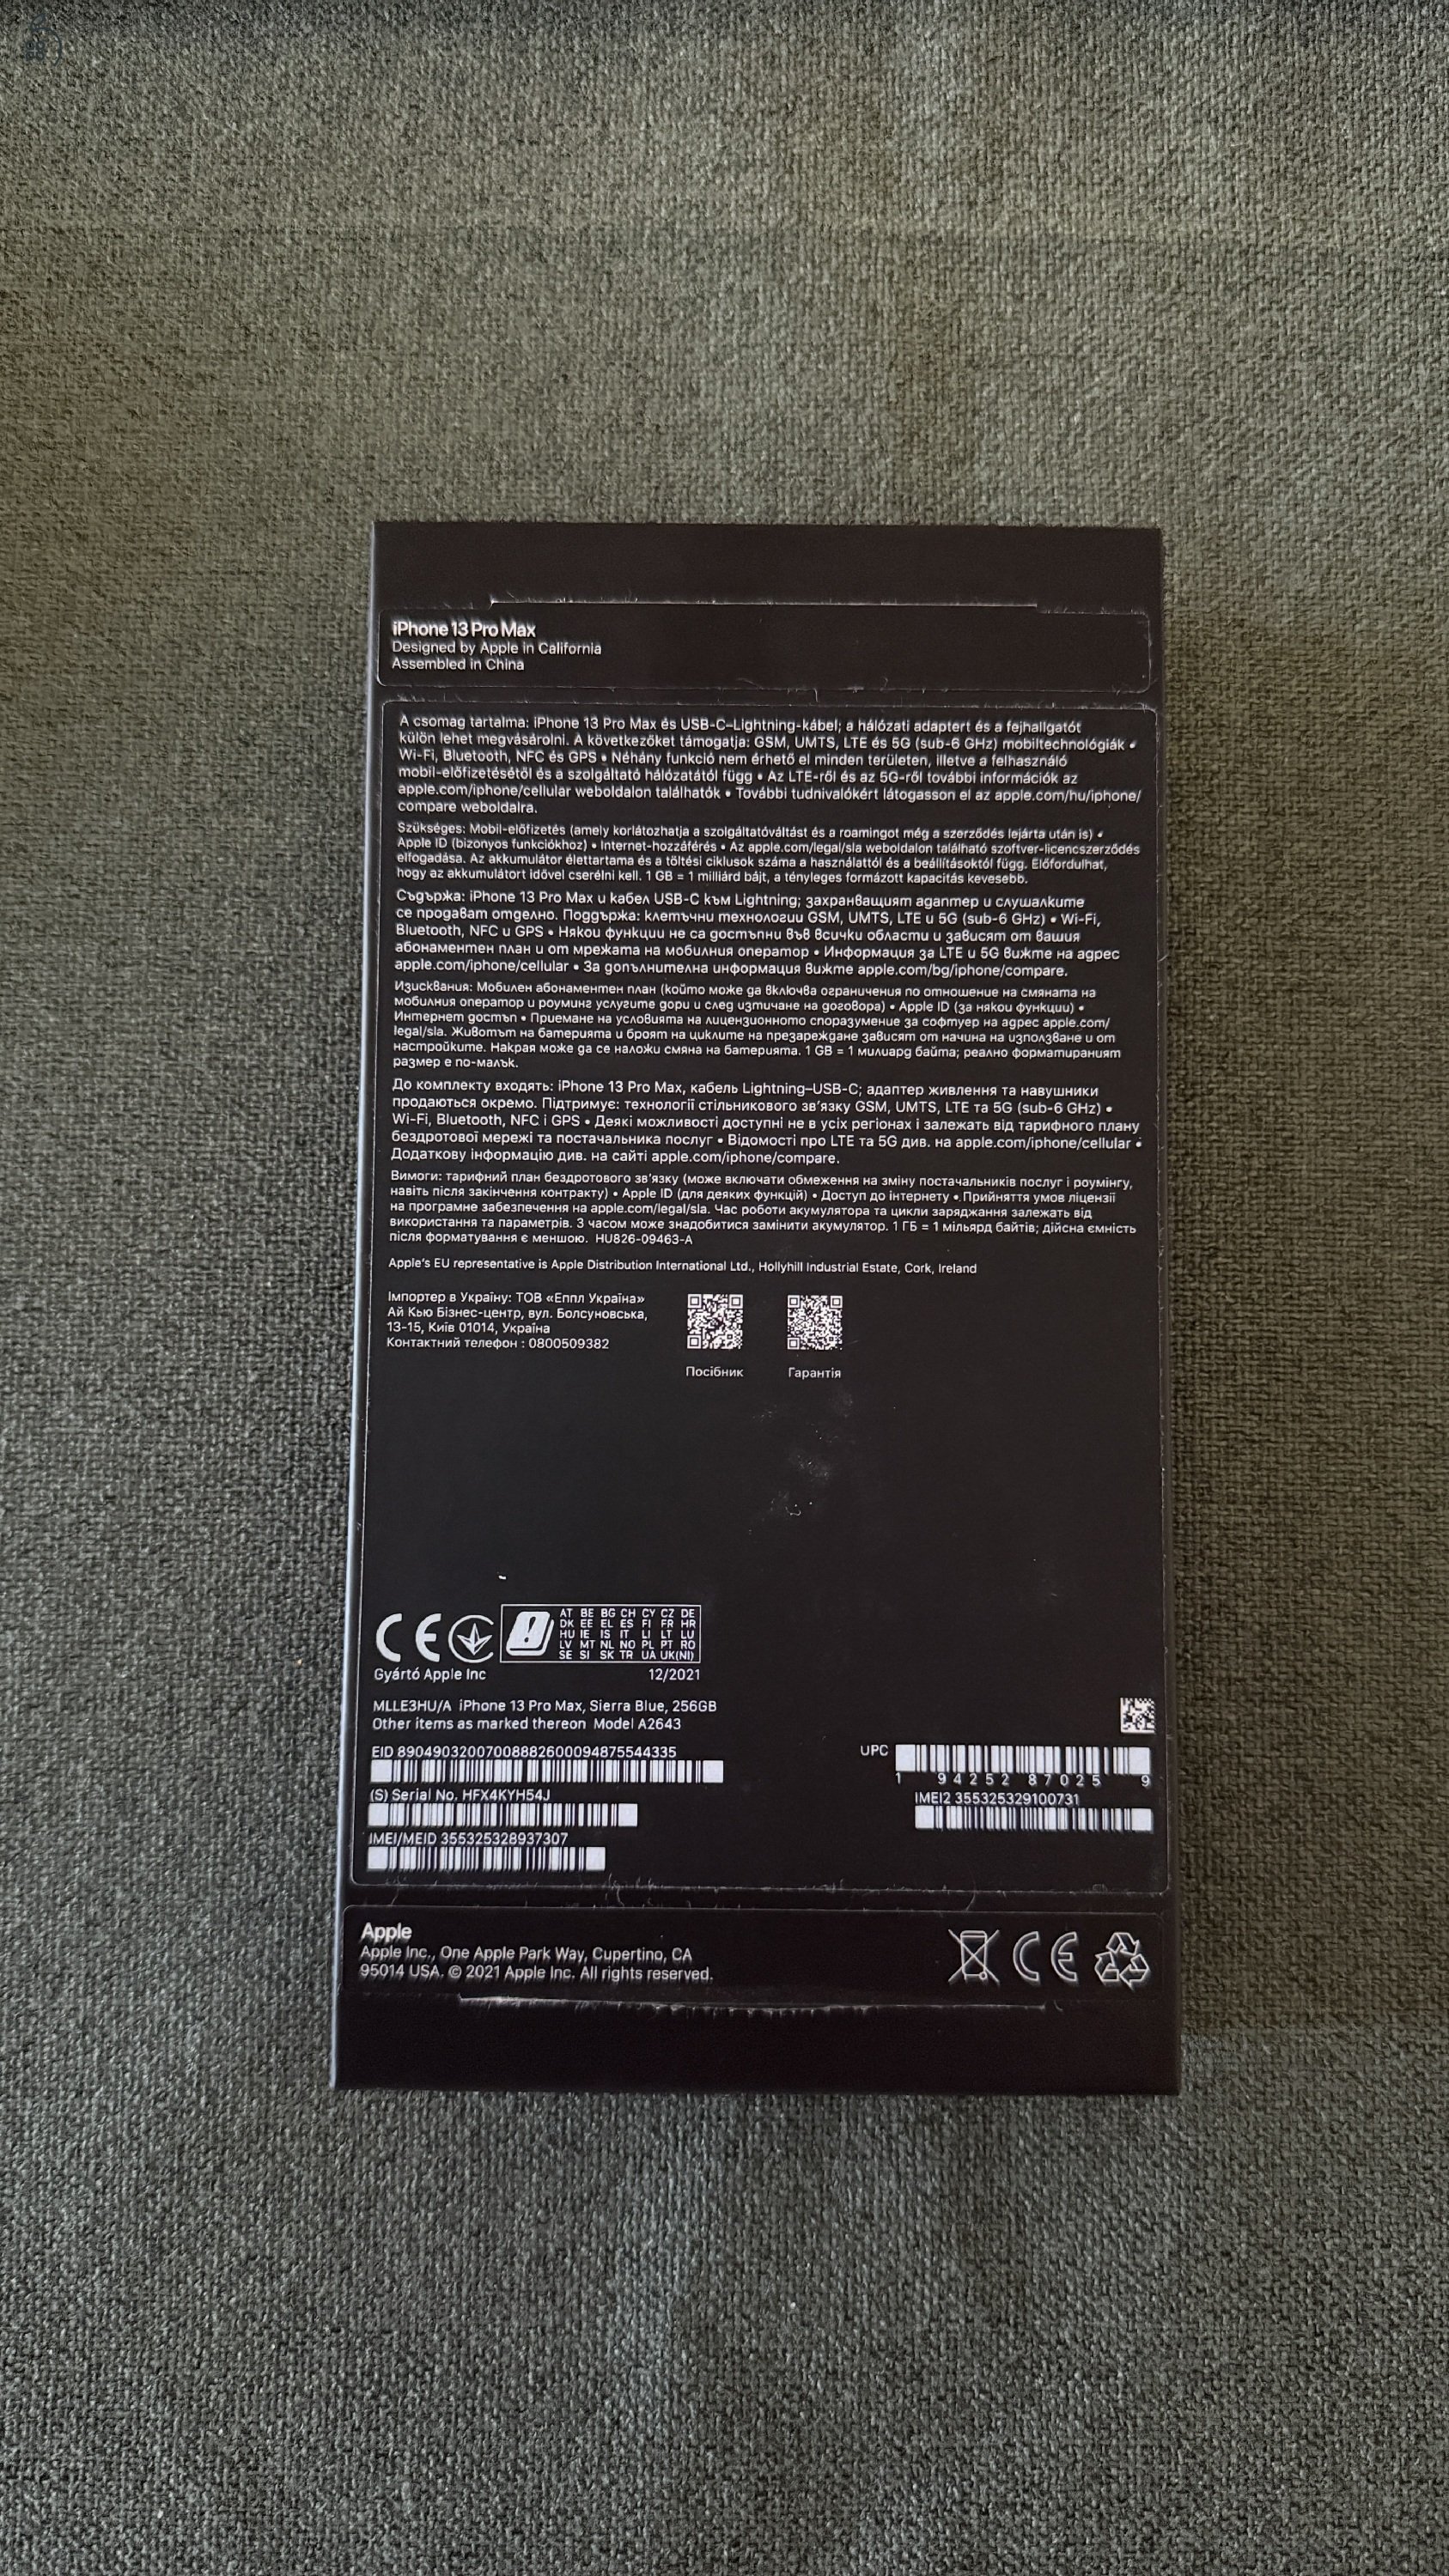 iPhone 13 Pro Max
Designed by Apple in California
Assembled in China
A csomag tartalma: iPhone 13 Pro Max és USB-C–Lightning-kábel; a hálózati adaptert és a fejhallgatót
külön lehet megvásárolni. A következőket támogatja: GSM, UMTS, LTE és 5G (sub-6 GHz) mobiltechnológiák •
Wi-Fi, Bluetooth, NFC és GPS • Néhány funkció nem érhető el minden területen, illetve a felhasználó
mobil-előfizetésétől és a szolgáltató hálózatától függ • Az LTE-ről és az 5G-ről további információk az
apple.com/iphone/cellular weboldalon találhatók • További tudnivalókért látogasson el az apple.com/hu/iphone/
compare weboldalra.
Szükséges: Mobil-előfizetés (amely korlátozhatja a szolgáltatóváltást és a roamingot még a szerződés lejárta után is) •
Apple ID (bizonyos funkciókhoz) • Internet-hozzáférés • Az apple.com/legal/sla weboldalon található szoftver-licencszerződés
elfogadása. Az akkumulátor élettartama és a töltési ciklusok száma a használattól és a beállításoktól függ. Előfordulhat,
hogy az akkumulátort idővel cserélni kell. 1 GB = 1 milliárd bájt, a tényleges formázott kapacitás kevesebb.
Съдържа: iPhone 13 Pro Max и кабел USB-C към Lightning; захранващият адаптер и слушалките
се продават отделно. Поддържа: клетъчни технологии GSM, UMTS, LTE и 5G (sub-6 GHz) • Wi-Fi,
Bluetooth, NFC и GPS • Някои функции не са достъпни във всички области и зависят от вашия
абонаментен план и от мрежата на мобилния оператор • Информация за LTE и 5G вижте на адрес
apple.com/iphone/cellular • За допълнителна информация вижте apple.com/bg/iphone/compare.
Изисквания: Мобилен абонаментен план (който може да включва ограничения по отношение на смяната на
мобилния оператор и роуминг услугите дори и след изтичане на договора) • Apple ID (за някои функции) •
Интернет достъп • Приемане на условията на лицензионното споразумение за софтуер на адрес apple.com/
legal/sla. Животът на батерията и броят на циклите на презареждане зависят от начина на използване и от
настройките. Накрая може да се наложи смяна на батерията. 1 GB = 1 милиард байта; реално форматираният
размер е по-малък.
До комплекту входять: iPhone 13 Pro Max, кабель Lightning–USB-C; адаптер живлення та навушники
продаються окремо. Підтримує: технології стільникового зв’язку GSM, UMTS, LTE та 5G (sub-6 GHz) •
Wi-Fi, Bluetooth, NFC і GPS • Деякі можливості доступні не в усіх регіонах і залежать від тарифного плану
бездротової мережі та постачальника послуг • Відомості про LTE та 5G див. на apple.com/iphone/cellular •
Додаткову інформацію див. на сайті apple.com/iphone/compare.
Вимоги: тарифний план бездротового зв’язку (може включати обмеження на зміну постачальників послуг і роумінгу,
навіть після закінчення контракту) • Apple ID (для деяких функцій) • Доступ до інтернету • Прийняття умов ліцензії
на програмне забезпечення на apple.com/legal/sla. Час роботи акумулятора та цикли заряджання залежать від
використання та параметрів. З часом може знадобитися замінити акумулятор. 1 ГБ = 1 мільярд байтів; дійсна ємність
після форматування є меншою. HU826-09463-A
Apple’s EU representative is Apple Distribution International Ltd., Hollyhill Industrial Estate, Cork, Ireland
Імпортер в Україну: ТОВ «Еппл Україна»
Ай Кью Бізнес-центр, вул. Болсуновська,
13-15, Київ 01014, Україна
Контактний телефон : 0800509382
Посібник Гарантія
CE
AT BE BG CH CY CZ DE
DK EE EL ES FI FR HR
HU IE IS IT LI LT LU
LV MT NL NO PL PT RO
SE SI SK TR UA UK(NI)
Gyártó Apple Inc 12/2021
MLLE3HU/A iPhone 13 Pro Max, Sierra Blue, 256GB
Other items as marked thereon Model A2643
EID 89049032007008882600094875544335
UPC
1 94252 87025 9
(S) Serial No. HFX4KYH54J
IMEI2 355325329100731
IMEI/MEID 355325328937307
Apple
Apple Inc., One Apple Park Way, Cupertino, CA
95014 USA. © 2021 Apple Inc. All rights reserved.
CE